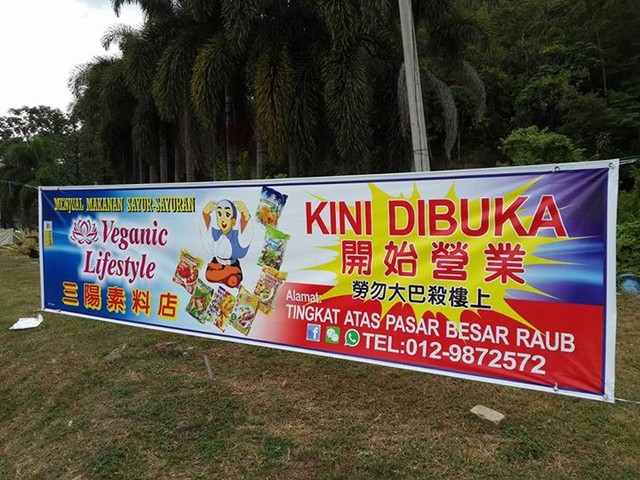 MENJUAL MAKANAN SAYUR-SAYURAN
Veganic
Lifestyle
三陽素料店
KINI DIBUKA
開始營業
勞勿大巴殺樓上
Alamat:
TINGKAT ATAS PASAR BESAR RAUB
TEL:012-9872572